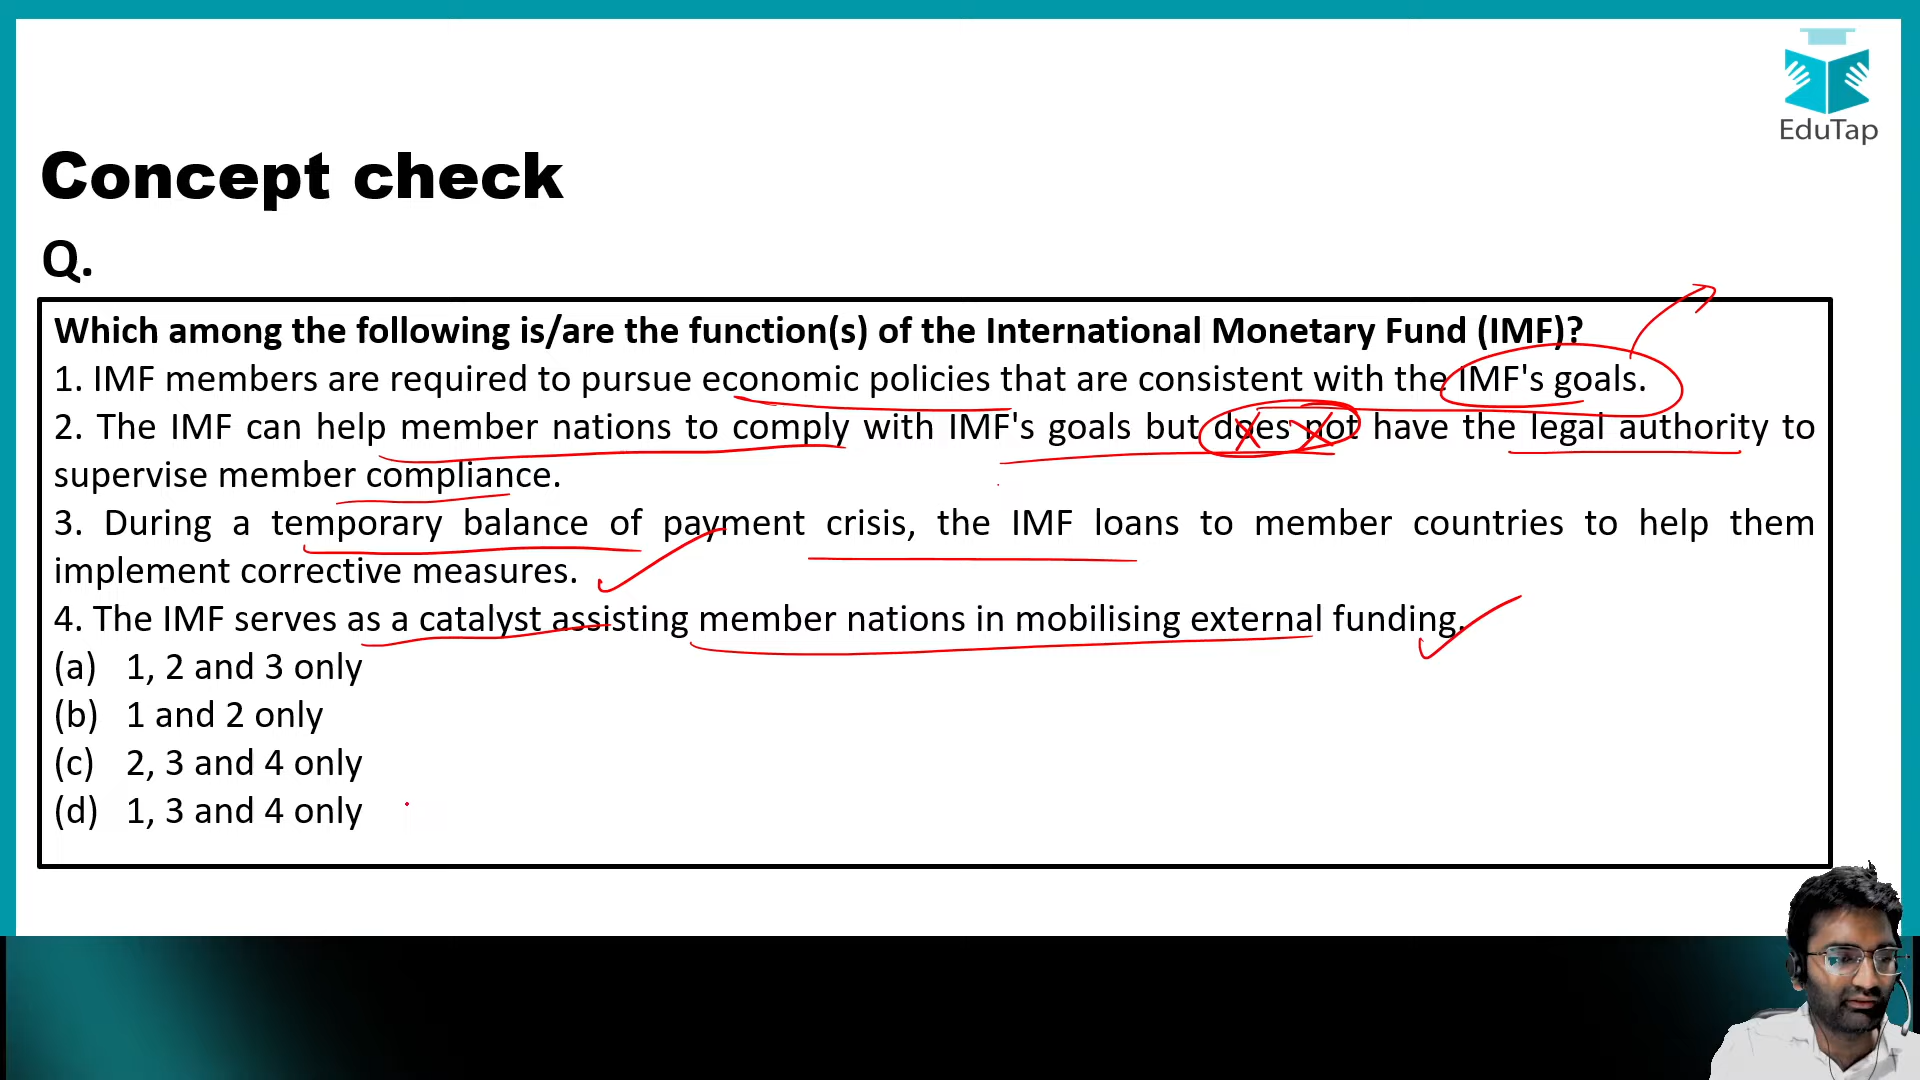 EduTap
Concept check
Q.
Which among the following is/are the function(s) of the International Monetary Fund (IMF)?
1. IMF members are required to pursue economic policies that are consistent with the IMF's goals.
2. The IMF can help member nations to comply with IMF's goals but does not have the legal authority to
supervise member compliance.
3. During a temporary balance of payment crisis, the IMF loans to member countries to help them
implement corrective measures.
4. The IMF serves as a catalyst assisting member nations in mobilising external funding.
(a) 1, 2 and 3 only
(b) 1 and 2 only
(c) 2, 3 and 4 only
(d) 1, 3 and 4 only